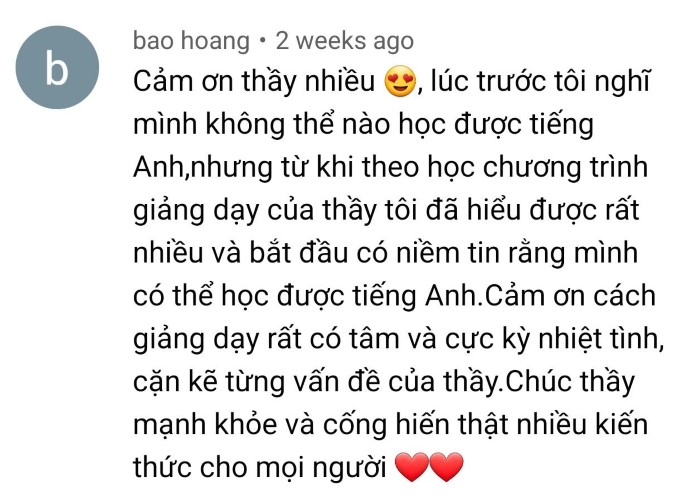 b
bao hoang • 2 weeks ago
Cảm ơn thầy nhiều 😍, lúc trước tôi nghĩ
mình không thể nào học được tiếng
Anh,nhưng từ khi theo học chương trình
giảng dạy của thầy tôi đã hiểu được rất
nhiều và bắt đầu có niềm tin rằng mình
có thể học được tiếng Anh.Cảm ơn cách
giảng dạy rất có tâm và cực kỳ nhiệt tình,
cặn kẽ từng vấn đề của thầy.Chúc thầy
mạnh khỏe và cống hiến thật nhiều kiến
thức cho mọi người ❤️❤️